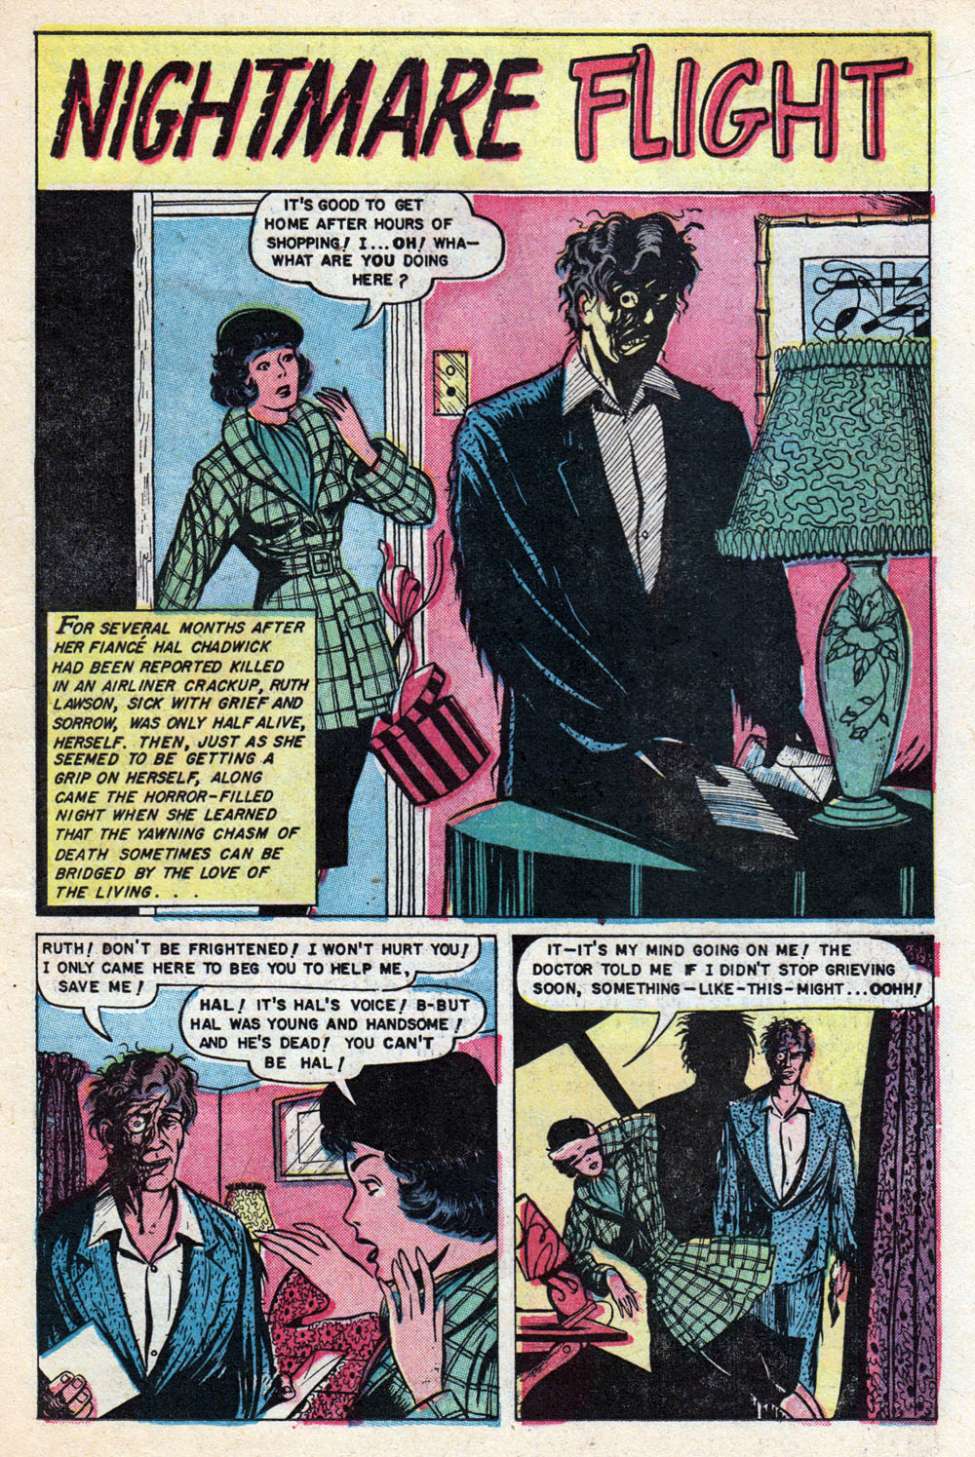 NIGHTMARE FLIGHT
IT'S GOOD TO GET
HOME AFTER HOURS OF
SHOPPING! I...OH! WHA—
WHAT ARE YOU DOING
HERE?
FOR SEVERAL MONTHS AFTER
HER FIANCÉ HAL CHADWICK
HAD BEEN REPORTED KILLED
IN AN AIRLINER CRACKUP, RUTH
LAWSON, SICK WITH GRIEF AND
SORROW, WAS ONLY HALF ALIVE,
HERSELF. THEN, JUST AS SHE
SEEMED TO BE GETTING A
GRIP ON HERSELF, ALONG
CAME THE HORROR-FILLED
NIGHT WHEN SHE LEARNED
THAT THE YAWNING CHASM OF
DEATH SOMETIMES CAN BE
BRIDGED BY THE LOVE OF
THE LIVING. . .
RUTH! DON'T BE FRIGHTENED! I WON'T HURT YOU!
I ONLY CAME HERE TO BEG YOU TO HELP ME,
SAVE ME!
HAL! IT'S HAL'S VOICE! B-BUT
HAL WAS YOUNG AND HANDSOME!
AND HE'S DEAD! YOU CAN'T
BE HAL!
IT—IT'S MY MIND GOING ON ME! THE
DOCTOR TOLD ME IF I DIDN'T STOP GRIEVING
SOON, SOMETHING—LIKE—THIS—MIGHT...OOHH!